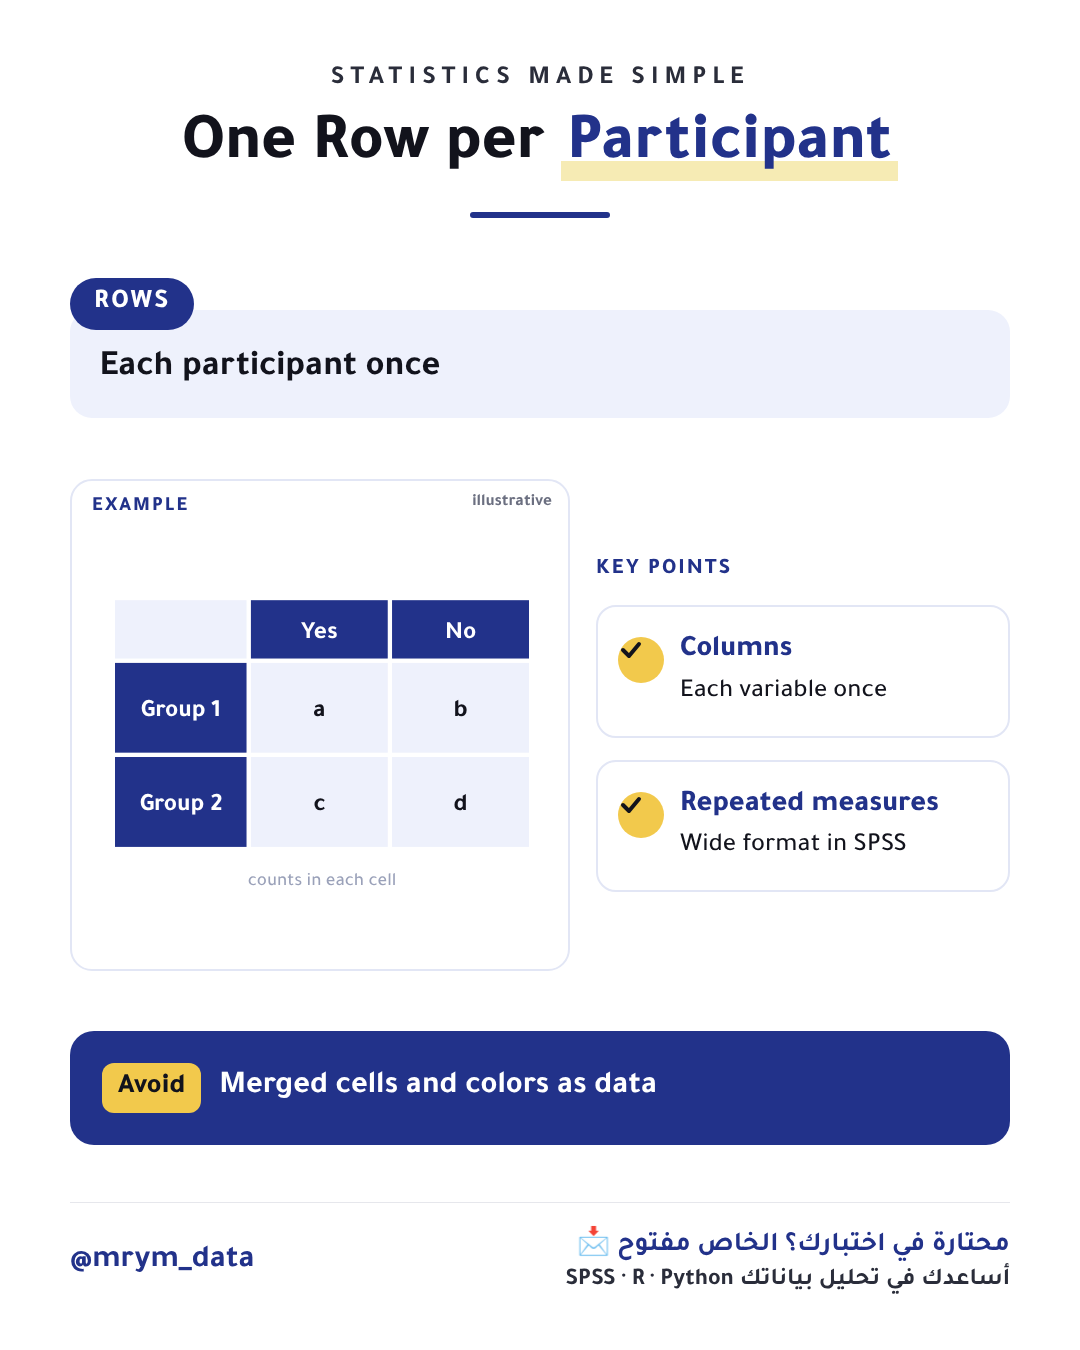 STATISTICS MADE SIMPLE
One Row per Participant
ROWS
Each participant once
EXAMPLE
illustrative
Yes No
Group 1 a b
Group 2 c d
counts in each cell
KEY POINTS
Columns
Each variable once
Repeated measures
Wide format in SPSS
Avoid Merged cells and colors as data
@mrym_data
محتارة في اختبارك؟ الخاص مفتوح 📩
أساعدك في تحليل بياناتك SPSS · R · Python